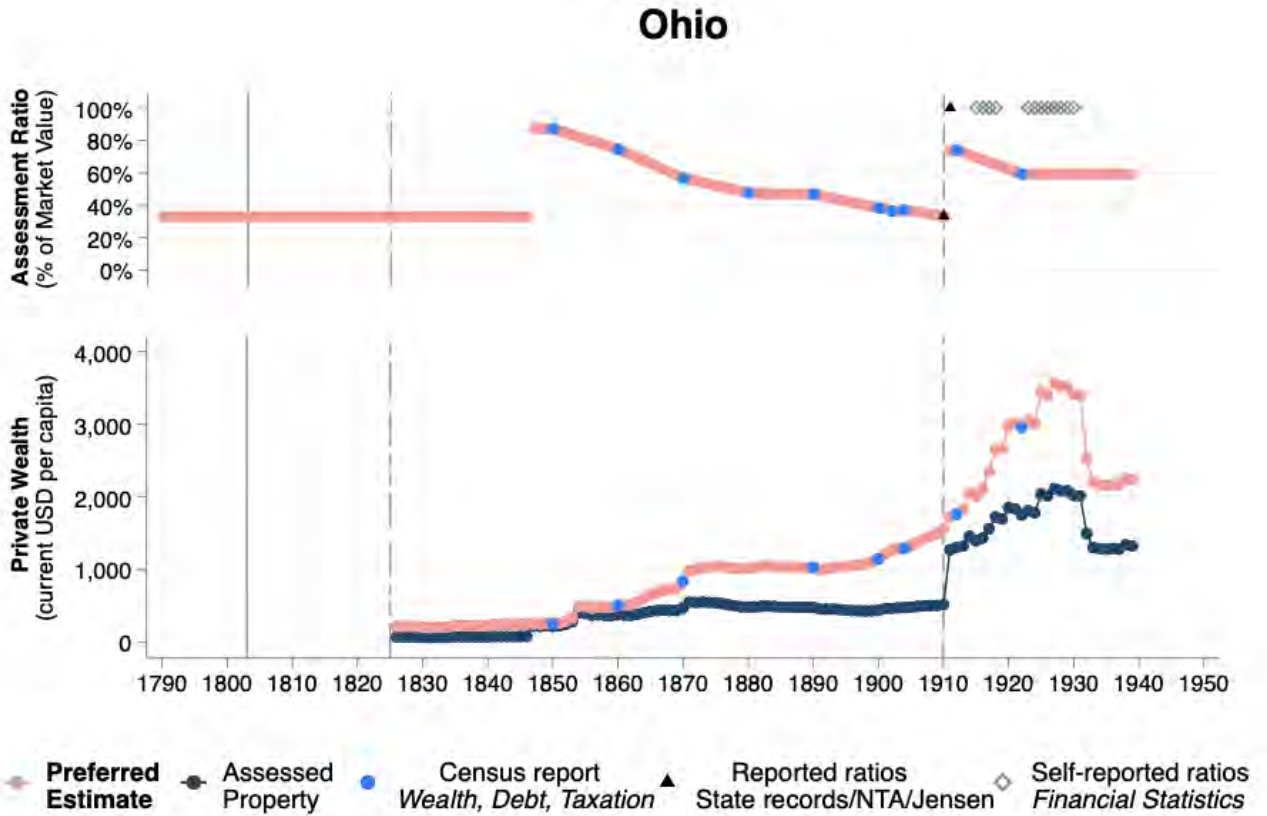 Ohio
Assessment Ratio
(% of Market Value)
100%
80%
60%
40%
20%
0%
Private Wealth
(current USD per capita)
4,000
3,000
2,000
1,000
0
1790 1800 1810 1820 1830 1840 1850 1860 1870 1880 1890 1900 1910 1920 1930 1940 1950
Preferred Estimate
Assessed Property
Census report
Wealth, Debt, Taxation
Reported ratios
State records/NTA/Jensen
Self-reported ratios
Financial Statistics